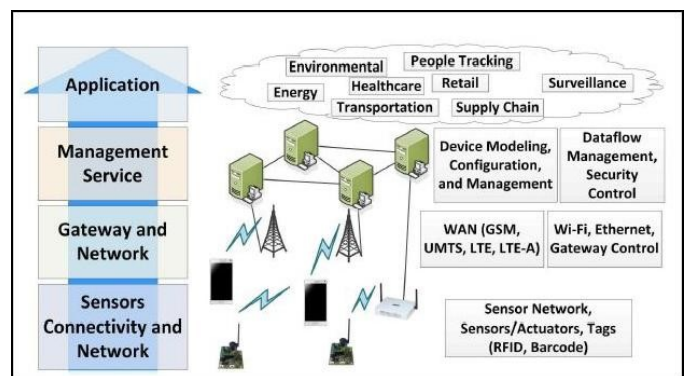 Application
Environmental
People Tracking
Energy
Healthcare
Retail
Surveillance
Transportation
Supply Chain
Management
Service
Device Modeling,
Configuration,
and Management
Dataflow
Management,
Security
Control
Gateway and
Network
WAN (GSM,
UMTS, LTE, LTE-A)
Wi-Fi, Ethernet,
Gateway Control
Sensors
Connectivity and
Network
Sensor Network,
Sensors/Actuators, Tags
(RFID, Barcode)